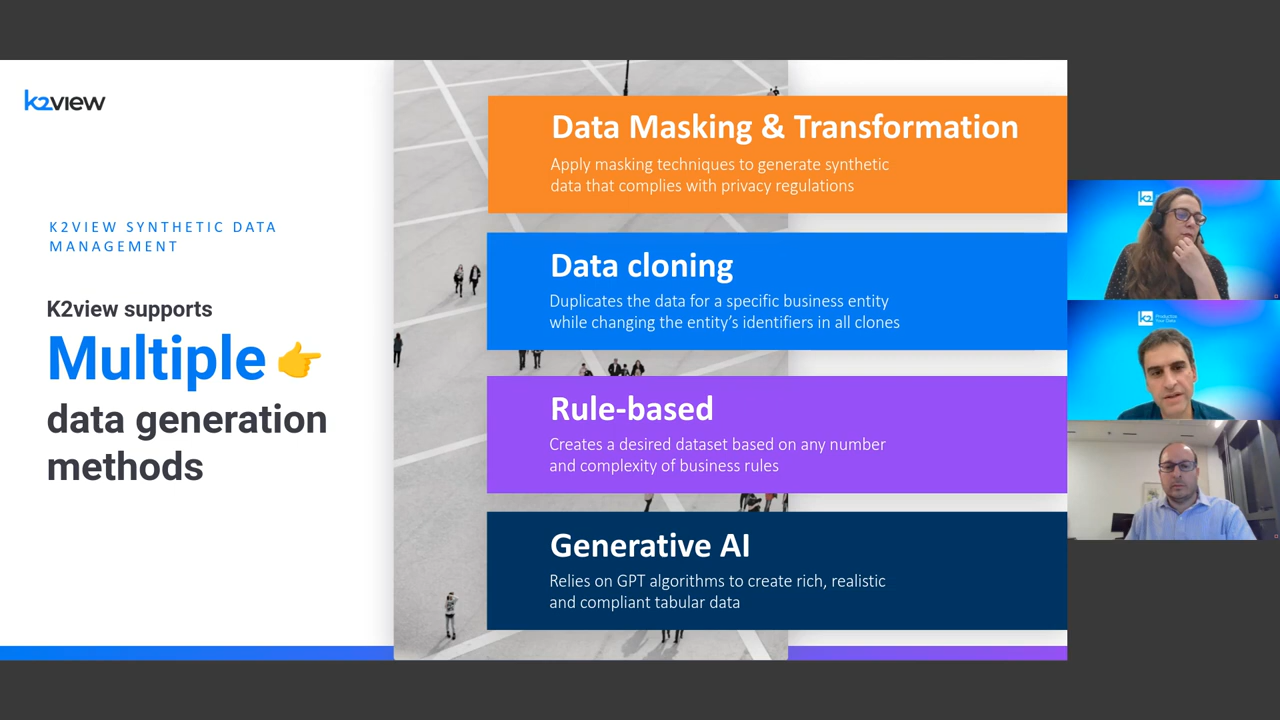 k2view
K2VIEW SYNTHETIC DATA
MANAGEMENT
K2view supports
Multiple
data generation
methods
Data Masking & Transformation
Apply masking techniques to generate synthetic
data that complies with privacy regulations
Data cloning
Duplicates the data for a specific business entity
while changing the entity’s identifiers in all clones
Rule-based
Creates a desired dataset based on any number
and complexity of business rules
Generative AI
Relies on GPT algorithms to create rich, realistic
and compliant tabular data
K2
K2